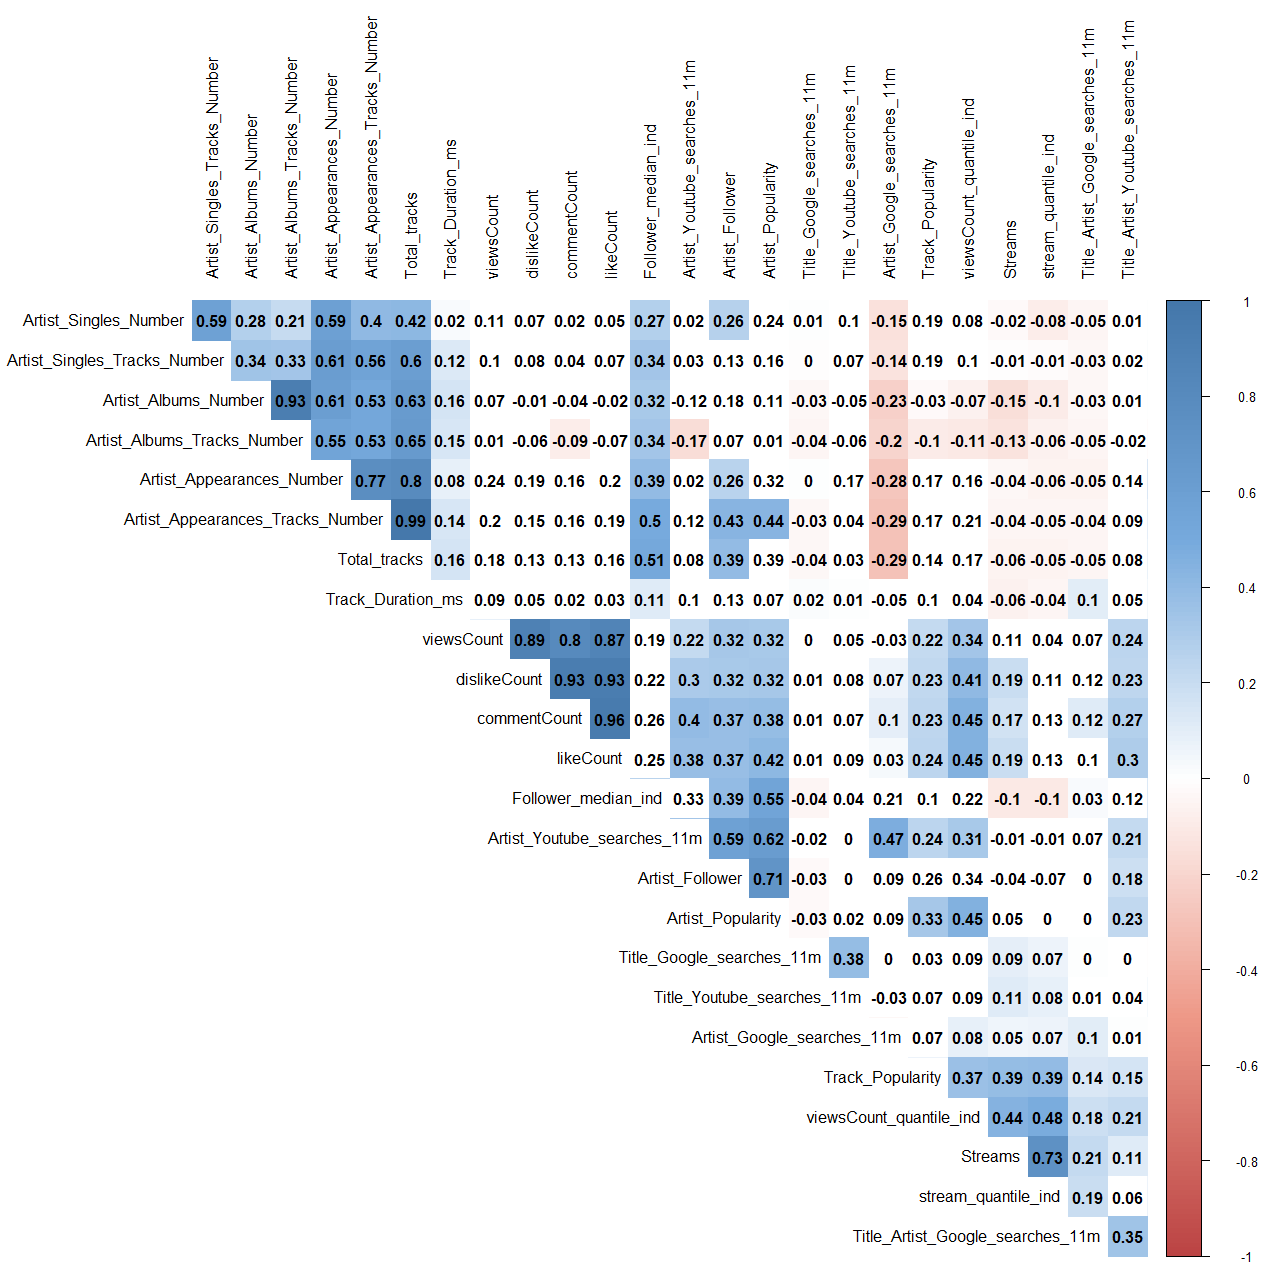 Artist_Singles_Tracks_Number
Artist_Albums_Number
Artist_Albums_Tracks_Number
Artist_Appearances_Number
Artist_Appearances_Tracks_Number
Total_tracks
Track_Duration_ms
viewsCount
dislikeCount
commentCount
likeCount
Follower_median_ind
Artist_Youtube_searches_11m
Artist_Follower
Artist_Popularity
Title_Google_searches_11m
Title_Youtube_searches_11m
Artist_Google_searches_11m
Track_Popularity
viewsCount_quantile_ind
Streams
stream_quantile_ind
Title_Artist_Google_searches_11m
Title_Artist_Youtube_searches_11m
Artist_Singles_Number 0.59 0.28 0.21 0.59 0.4 0.42 0.02 0.11 0.07 0.02 0.05 0.27 0.02 0.26 0.24 0.01 0.1 -0.15 0.19 0.08 -0.02 -0.08 -0.05 0.01
Artist_Singles_Tracks_Number 0.34 0.33 0.61 0.56 0.6 0.12 0.1 0.08 0.04 0.07 0.34 0.03 0.13 0.16 0 0.07 -0.14 0.19 0.1 -0.01 -0.01 -0.03 0.02
Artist_Albums_Number 0.93 0.61 0.53 0.63 0.16 0.07 -0.01 -0.04 -0.02 0.32 -0.12 0.18 0.11 -0.03 -0.05 -0.23 -0.03 -0.07 -0.15 -0.1 -0.03 0.01
Artist_Albums_Tracks_Number 0.55 0.53 0.65 0.15 0.01 -0.06 -0.09 -0.07 0.34 -0.17 0.07 0.01 -0.04 -0.06 -0.2 -0.1 -0.11 -0.13 -0.06 -0.05 -0.02
Artist_Appearances_Number 0.77 0.8 0.08 0.24 0.19 0.16 0.2 0.39 0.02 0.26 0.32 0 0.17 -0.28 0.17 0.16 -0.04 -0.06 -0.05 0.14
Artist_Appearances_Tracks_Number 0.99 0.14 0.2 0.15 0.16 0.19 0.5 0.12 0.43 0.44 -0.03 0.04 -0.29 0.17 0.21 -0.04 -0.05 -0.04 0.09
Total_tracks 0.16 0.18 0.13 0.13 0.16 0.51 0.08 0.39 0.39 -0.04 0.03 -0.29 0.14 0.17 -0.06 -0.05 -0.05 0.08
Track_Duration_ms 0.09 0.05 0.02 0.03 0.11 0.1 0.13 0.07 0.02 0.01 -0.05 0.1 0.04 -0.06 -0.04 0.1 0.05
viewsCount 0.89 0.8 0.87 0.19 0.22 0.32 0.32 0 0.05 -0.03 0.22 0.34 0.11 0.04 0.07 0.24
dislikeCount 0.93 0.93 0.22 0.3 0.32 0.32 0.01 0.08 0.07 0.23 0.41 0.19 0.11 0.12 0.23
commentCount 0.96 0.26 0.4 0.37 0.38 0.01 0.07 0.1 0.23 0.45 0.17 0.13 0.12 0.27
likeCount 0.25 0.38 0.37 0.42 0.01 0.09 0.03 0.24 0.45 0.19 0.13 0.1 0.3
Follower_median_ind 0.33 0.39 0.55 -0.04 0.04 0.21 0.1 0.22 -0.1 -0.1 0.03 0.12
Artist_Youtube_searches_11m 0.59 0.62 -0.02 0 0.47 0.24 0.31 -0.01 -0.01 0.07 0.21
Artist_Follower 0.71 -0.03 0 0.09 0.26 0.34 -0.04 -0.07 0 0.18
Artist_Popularity -0.03 0.02 0.09 0.33 0.45 0.05 0 0 0.23
Title_Google_searches_11m 0.38 0 0.03 0.09 0.09 0.07 0 0
Title_Youtube_searches_11m -0.03 0.07 0.09 0.11 0.08 0.01 0.04
Artist_Google_searches_11m 0.07 0.08 0.05 0.07 0.1 0.01
Track_Popularity 0.37 0.39 0.39 0.14 0.15
viewsCount_quantile_ind 0.44 0.48 0.18 0.21
Streams 0.73 0.21 0.11
stream_quantile_ind 0.19 0.06
Title_Artist_Google_searches_11m 0.35
1
0.8
0.6
0.4
0.2
0
-0.2
-0.4
-0.6
-0.8
-1